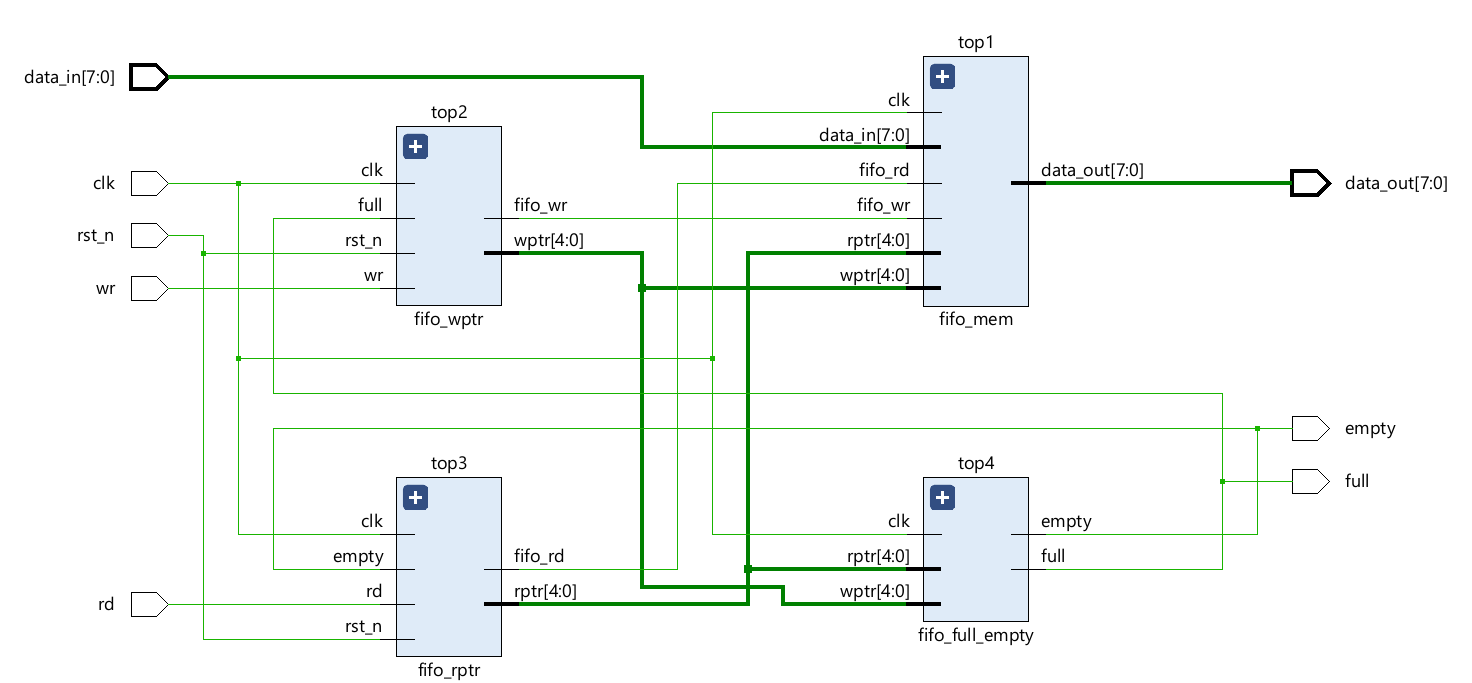 top1
data_in[7:0]
top2
clk
data_in[7:0]
clk
clk
fifo_rd
data_out[7:0]
data_out[7:0]
full
fifo_wr
fifo_wr
rst_n
rst_n
wptr[4:0]
rptr[4:0]
wr
wr
wptr[4:0]
fifo_wptr
fifo_mem
empty
top3
top4
full
clk
clk
empty
empty
fifo_rd
rptr[4:0]
full
rd
rd
rptr[4:0]
wptr[4:0]
rst_n
fifo_full_empty
fifo_rptr